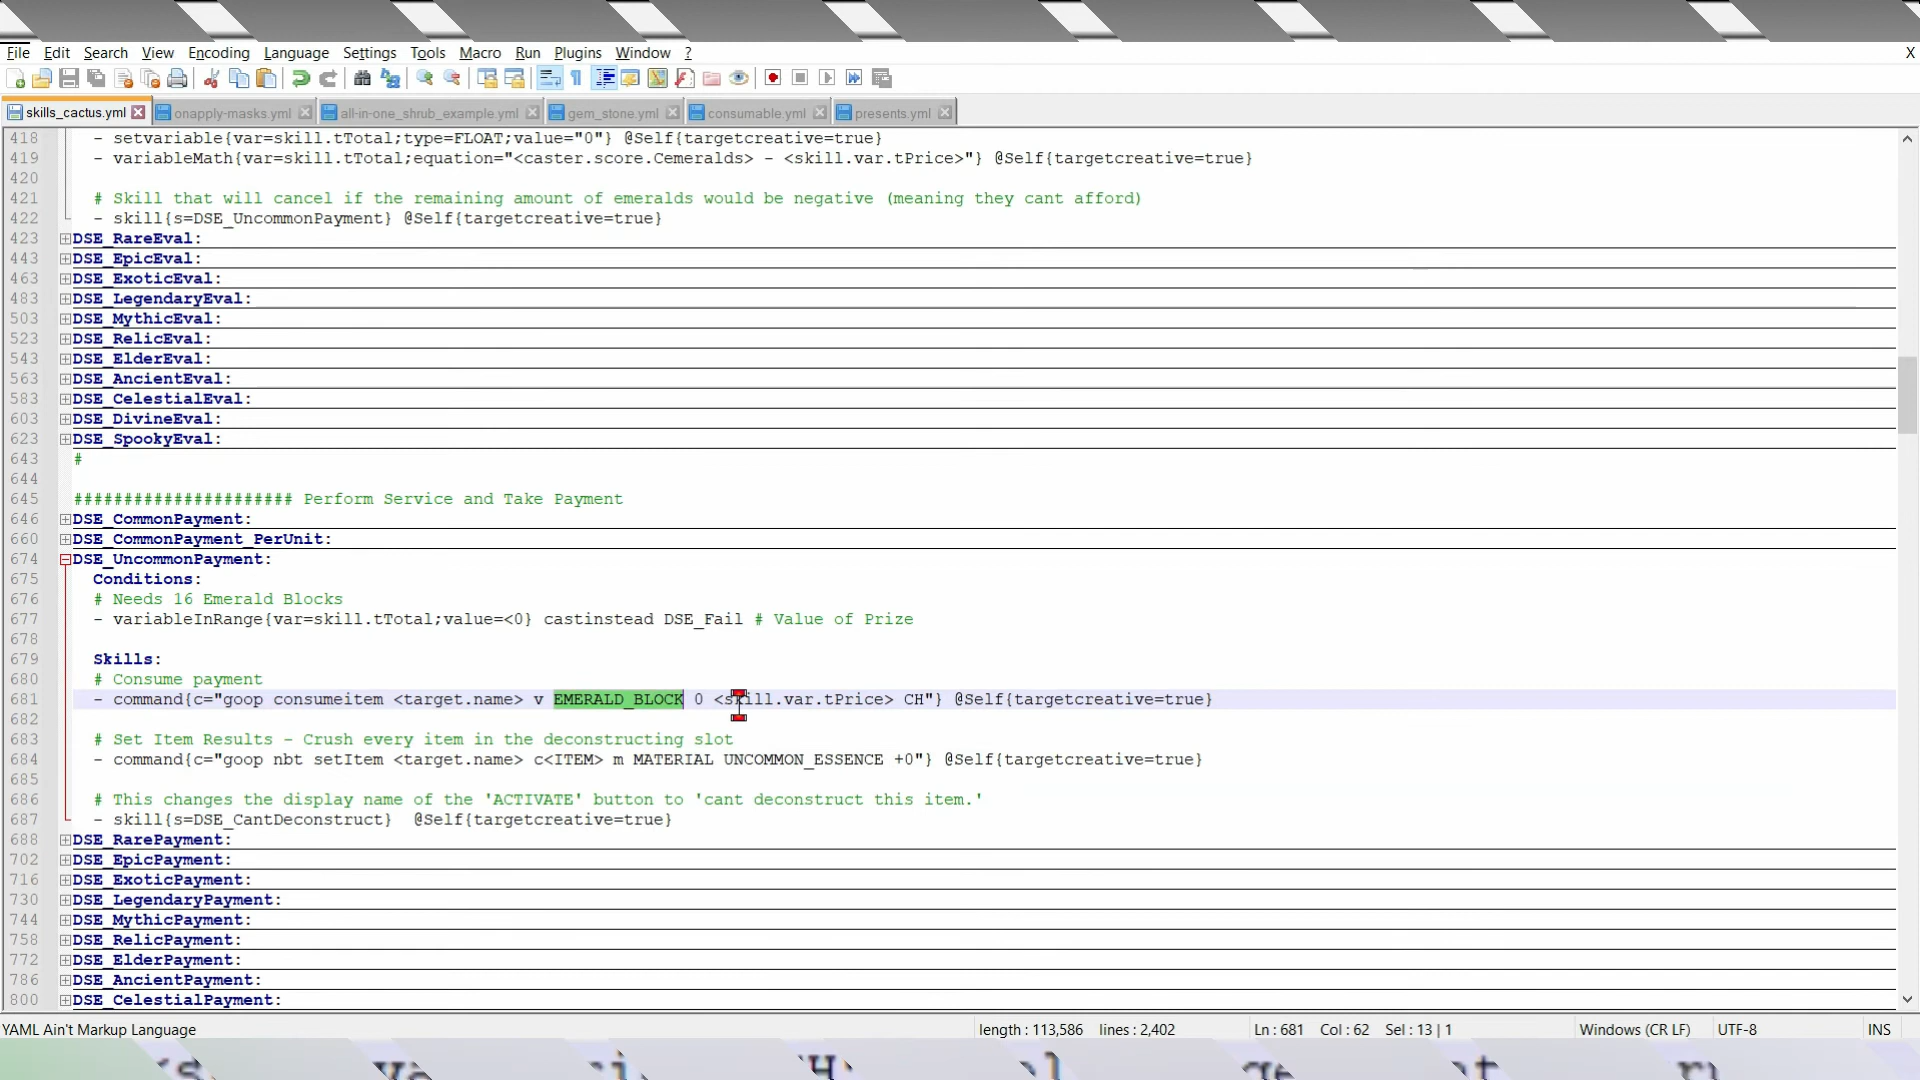 File Edit Search View Encoding Language Settings Tools Macro Run Plugins Window ? X
skills_cactus.yml onapply-masks.yml all-in-one_shrub_example.yml gem_stone.yml consumable.yml presents.yml
418 - setvariable{var=skill.tTotal;type=FLOAT;value="0"} @Self{targetcreative=true}
419 - variableMath{var=skill.tTotal;equation="<caster.score.Cemeralds> - <skill.var.tPrice>"} @Self{targetcreative=true}
420
421 # Skill that will cancel if the remaining amount of emeralds would be negative (meaning they cant afford)
422 - skill{s=DSE_UncommonPayment} @Self{targetcreative=true}
423 DSE_RareEval:
443 DSE_EpicEval:
463 DSE_ExoticEval:
483 DSE_LegendaryEval:
503 DSE_MythicEval:
523 DSE_RelicEval:
543 DSE_ElderEval:
563 DSE_AncientEval:
583 DSE_CelestialEval:
603 DSE_DivineEval:
623 DSE_SpookyEval:
643 #
644
645 ###################### Perform Service and Take Payment
646 DSE_CommonPayment:
660 DSE_CommonPayment_PerUnit:
674 DSE_UncommonPayment:
675 Conditions:
676 # Needs 16 Emerald Blocks
677 - variableInRange{var=skill.tTotal;value=<0} castinstead DSE_Fail # Value of Prize
678
679 Skills:
680 # Consume payment
681 - command{c="goop consumeitem <target.name> v EMERALD_BLOCK 0 <skill.var.tPrice> CH"} @Self{targetcreative=true}
682
683 # Set Item Results - Crush every item in the deconstructing slot
684 - command{c="goop nbt setItem <target.name> c<ITEM> m MATERIAL UNCOMMON_ESSENCE +0"} @Self{targetcreative=true}
685
686 # This changes the display name of the 'ACTIVATE' button to 'cant deconstruct this item.'
687 - skill{s=DSE_CantDeconstruct} @Self{targetcreative=true}
688 DSE_RarePayment:
702 DSE_EpicPayment:
716 DSE_ExoticPayment:
730 DSE_LegendaryPayment:
744 DSE_MythicPayment:
758 DSE_RelicPayment:
772 DSE_ElderPayment:
786 DSE_AncientPayment:
800 DSE_CelestialPayment:
YAML Ain't Markup Language length : 113,586 lines : 2,402 Ln : 681 Col : 62 Sel : 13 | 1 Windows (CR LF) UTF-8 INS